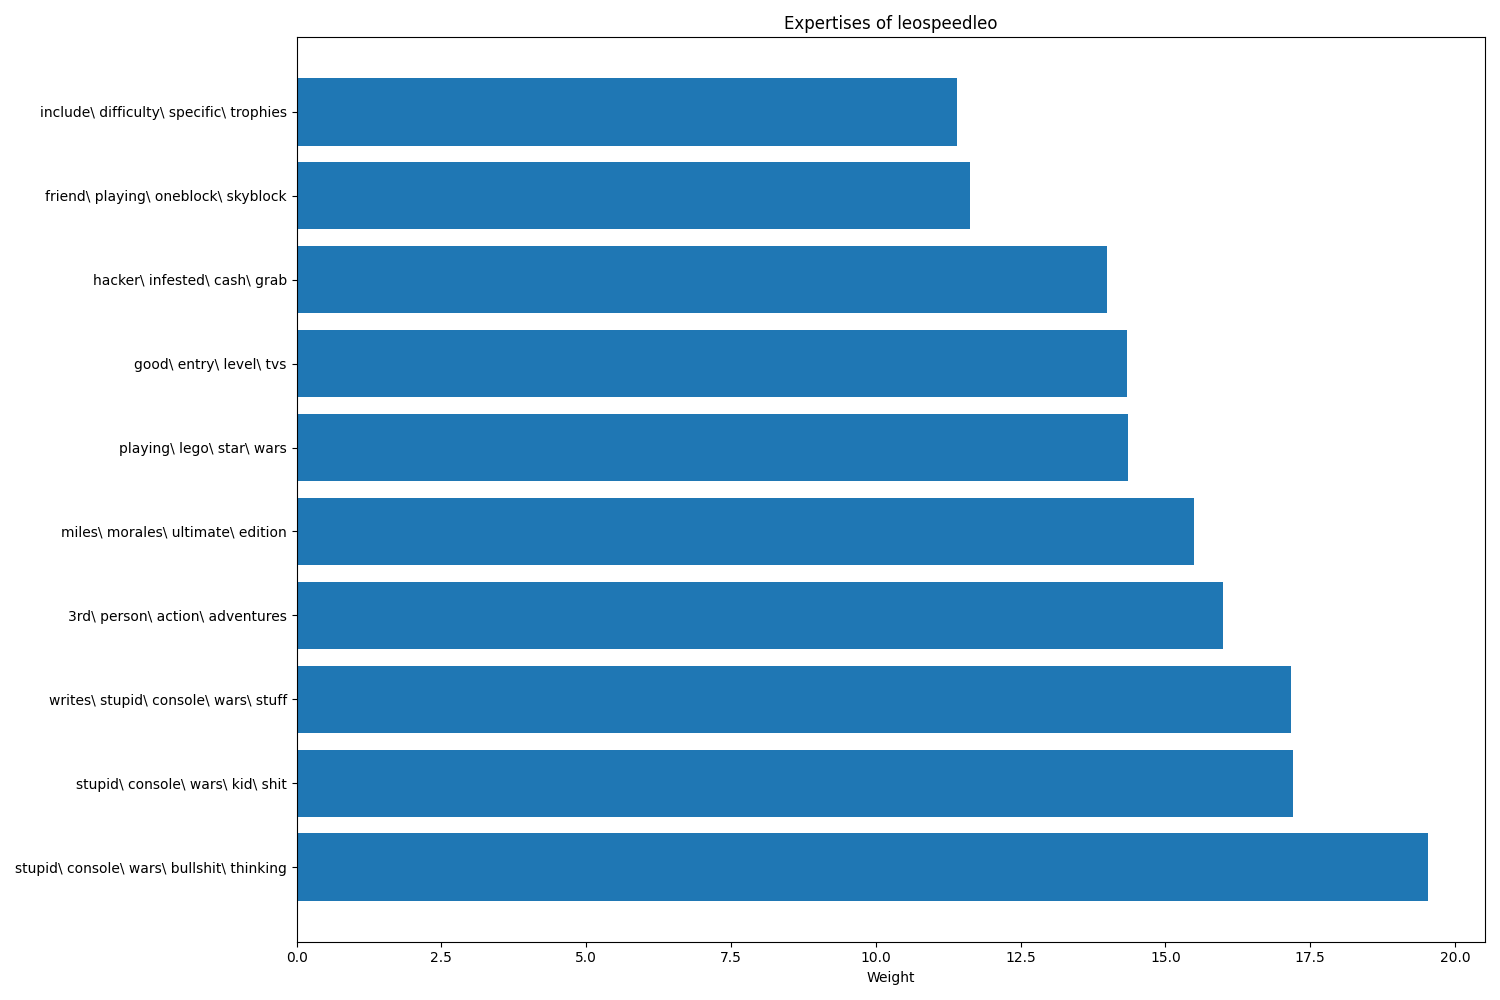 Expertises of leospeedleo
include\ difficulty\ specific\ trophies
friend\ playing\ oneblock\ skyblock
hacker\ infested\ cash\ grab
good\ entry\ level\ tvs
playing\ lego\ star\ wars
miles\ morales\ ultimate\ edition
3rd\ person\ action\ adventures
writes\ stupid\ console\ wars\ stuff
stupid\ console\ wars\ kid\ shit
stupid\ console\ wars\ bullshit\ thinking
0.0 2.5 5.0 7.5 10.0 12.5 15.0 17.5 20.0
Weight